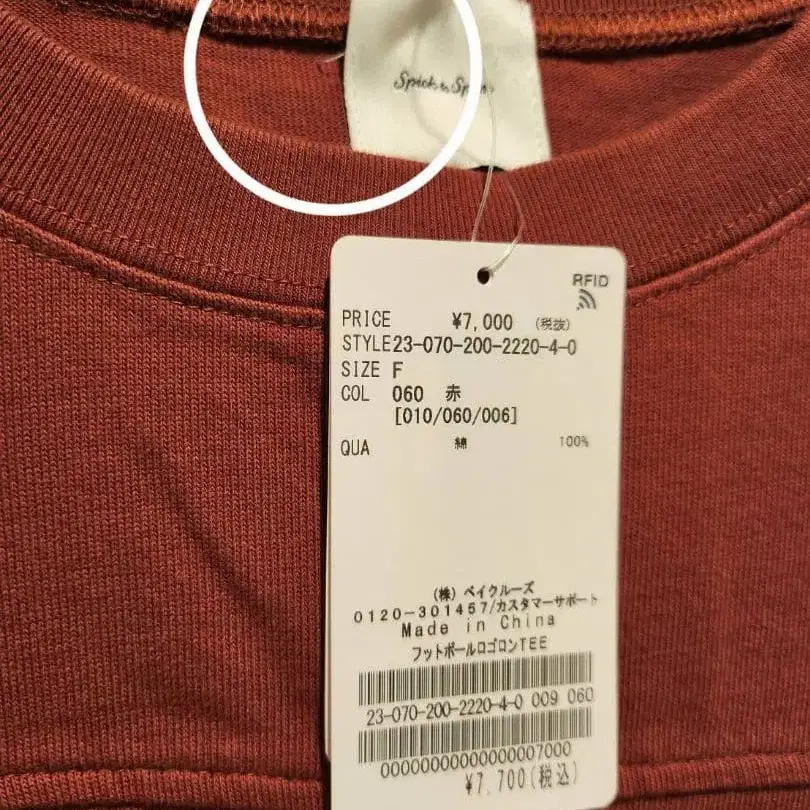 Spick & Span
RFID
PRICE ¥7,000 (税抜)
STYLE23-070-200-2220-4-0
SIZE F
COL 060 赤
[010/060/006]
QUA 綿 100%
(株) ベイクルーズ
0120-301457/カスタマーサポート
Made in China
フットボールロゴロンTEE
23-070-200-2220-4-0 009 060
00000000000000007000
¥7,700(税込)